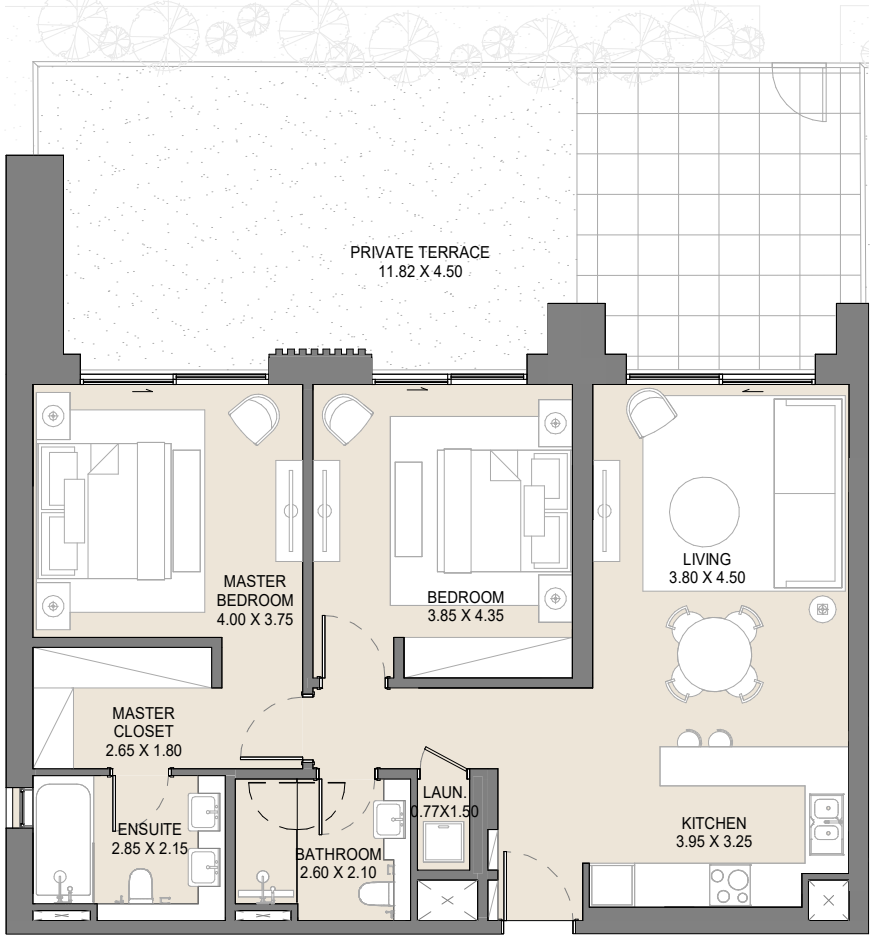 PRIVATE TERRACE
11.82 X 4.50
LIVING
3.80 X 4.50
MASTER
BEDROOM
4.00 X 3.75
BEDROOM
3.85 X 4.35
MASTER
CLOSET
2.65 X 1.80
LAUN.
0.77X1.50
ENSUITE
2.85 X 2.15
KITCHEN
3.95 X 3.25
BATHROOM
2.60 X 2.10